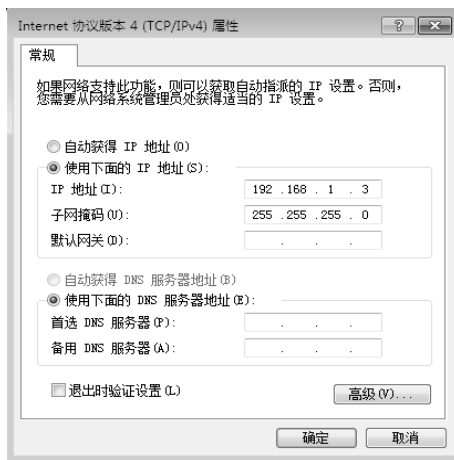 Internet 协议版本 4 (TCP/IPv4) 属性
常规
如果网络支持此功能，则可以获取自动指派的 IP 设置。否则，
您需要从网络系统管理员处获得适当的 IP 设置。
自动获得 IP 地址(O)
使用下面的 IP 地址(S):
IP 地址(I): 192 .168 . 1 . 3
子网掩码(U): 255 .255 .255 . 0
默认网关(D): . . .
自动获得 DNS 服务器地址(B)
使用下面的 DNS 服务器地址(E):
首选 DNS 服务器(P): . . .
备用 DNS 服务器(A): . . .
退出时验证设置(L)
高级(V)...
确定 取消